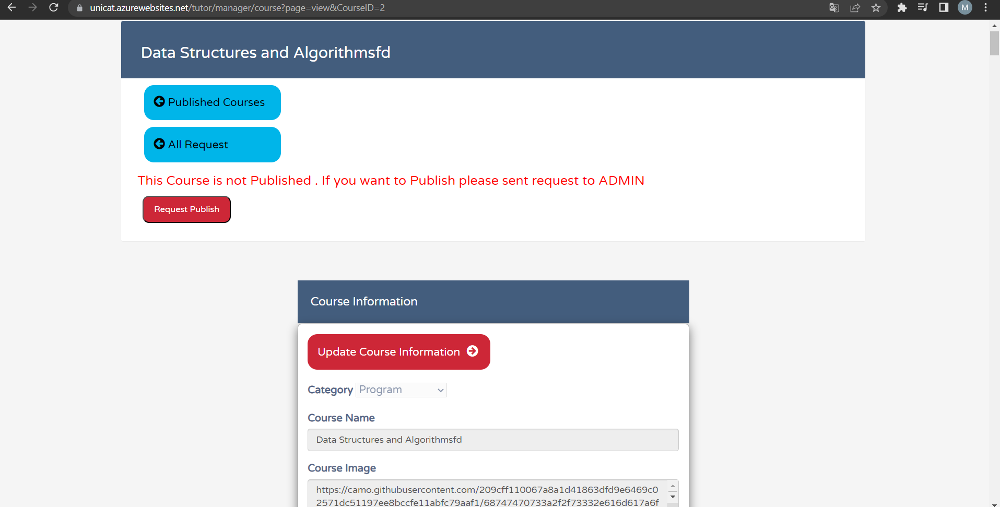 unicat.azurewebsites.net/tutor/manager/course?page=view&CourseID=2
M
Data Structures and Algorithmsfd
Published Courses
All Request
This Course is not Published . If you want to Publish please sent request to ADMIN
Request Publish
Course Information
Update Course Information
Category Program
Course Name
Data Structures and Algorithmsfd
Course Image
https://camo.githubusercontent.com/209cff110067a8a1d41863dfd9e6469c0
2571dc51197ee8bccfe11abfc79aaf1/68747470733a2f2f73332e616d617a6f